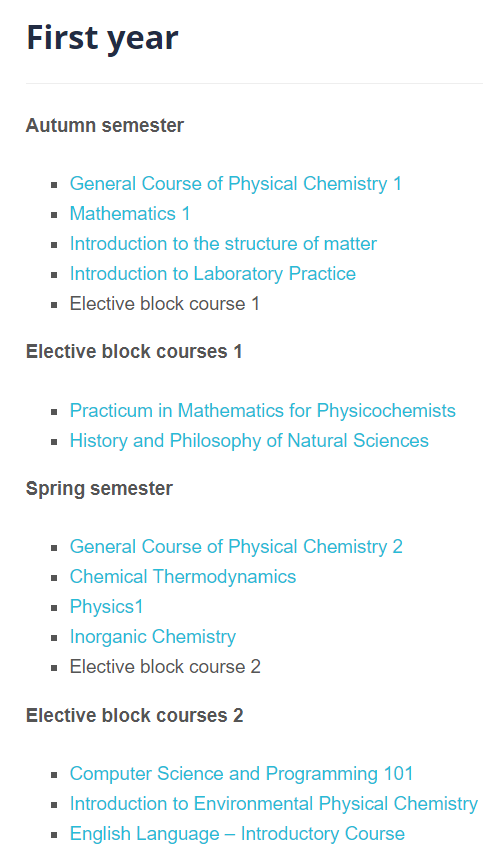 First year
Autumn semester
General Course of Physical Chemistry 1
Mathematics 1
Introduction to the structure of matter
Introduction to Laboratory Practice
Elective block course 1
Elective block courses 1
Practicum in Mathematics for Physicochemists
History and Philosophy of Natural Sciences
Spring semester
General Course of Physical Chemistry 2
Chemical Thermodynamics
Physics1
Inorganic Chemistry
Elective block course 2
Elective block courses 2
Computer Science and Programming 101
Introduction to Environmental Physical Chemistry
English Language – Introductory Course